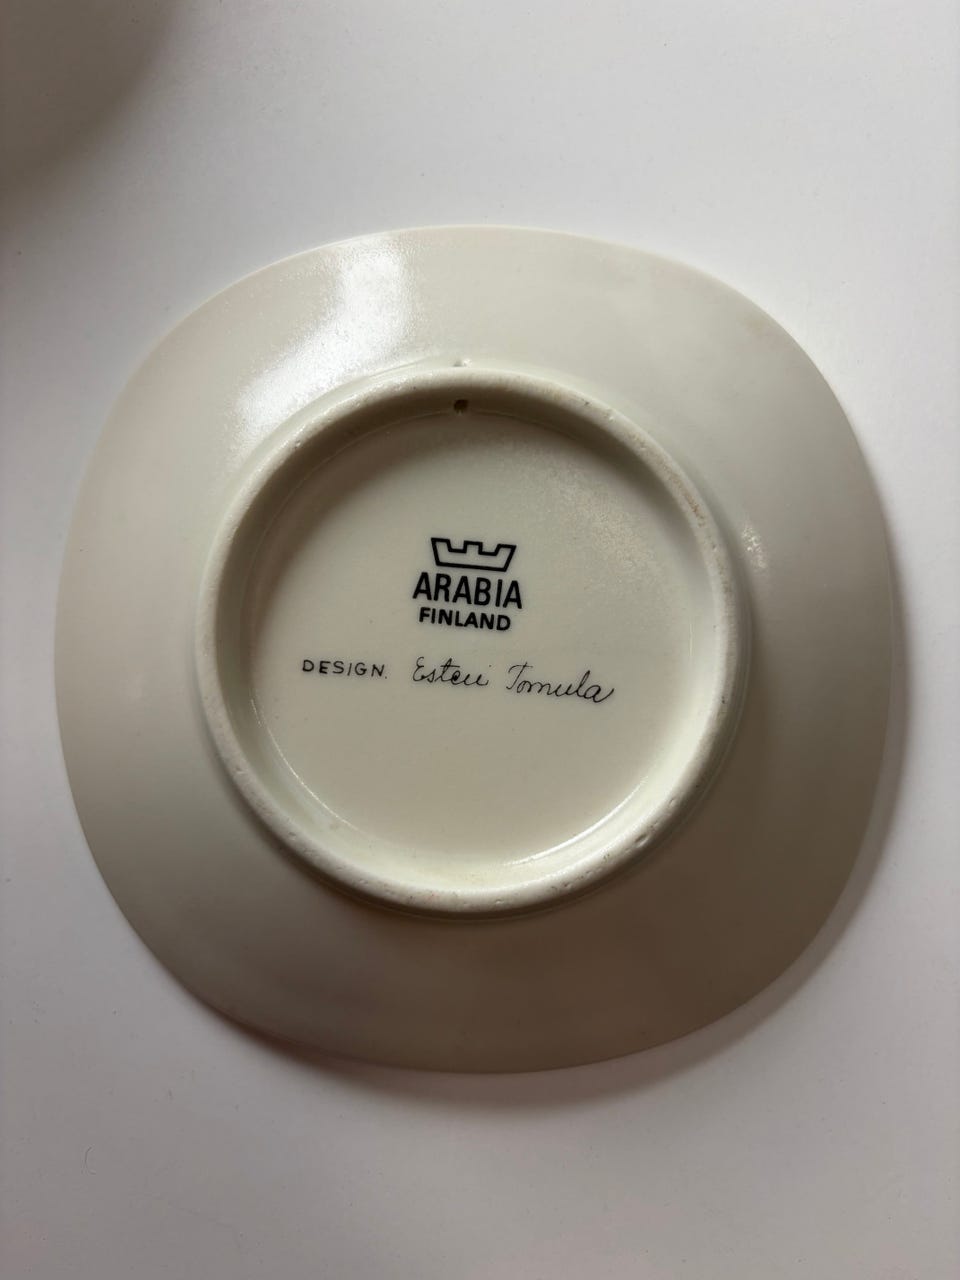 ARABIA
FINLAND
DESIGN. Esteri Tomula